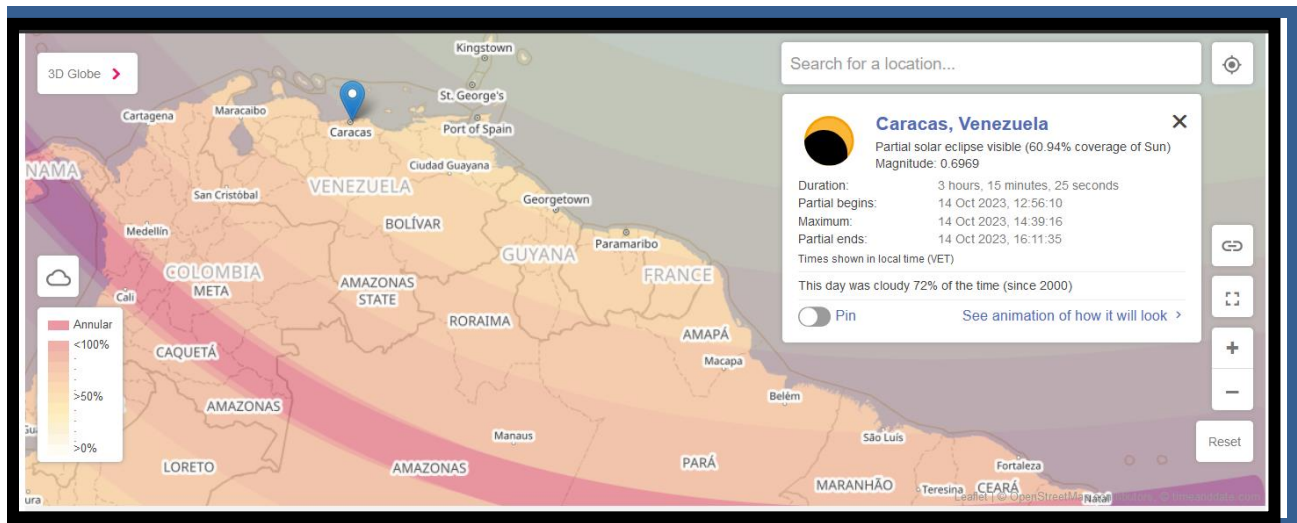 3D Globe
Search for a location...
Caracas, Venezuela
Partial solar eclipse visible (60.94% coverage of Sun)
Magnitude: 0.6969
Duration: 3 hours, 15 minutes, 25 seconds
Partial begins: 14 Oct 2023, 12:56:10
Maximum: 14 Oct 2023, 14:39:16
Partial ends: 14 Oct 2023, 16:11:35
Times shown in local time (VET)
This day was cloudy 72% of the time (since 2000)
Pin
See animation of how it will look
Reset
Annular
<100%
>50%
>0%
Kingstown
St. George's
Port of Spain
Cartagena
Maracaibo
Caracas
NAMA
San Cristóbal
VENEZUELA
Ciudad Guayana
Georgetown
Medellín
BOLÍVAR
Paramaribo
GUYANA
FRANCE
COLOMBIA
META
AMAZONAS
STATE
Cali
RORAIMA
AMAPÁ
CAQUETÁ
Macapa
Belém
AMAZONAS
Manaus
São Luís
LORETO
AMAZONAS
PARÁ
Fortaleza
MARANHÃO
Teresina
CEARÁ
Natal
ura
Leaflet | © OpenStreetMap
© timeanddate.com